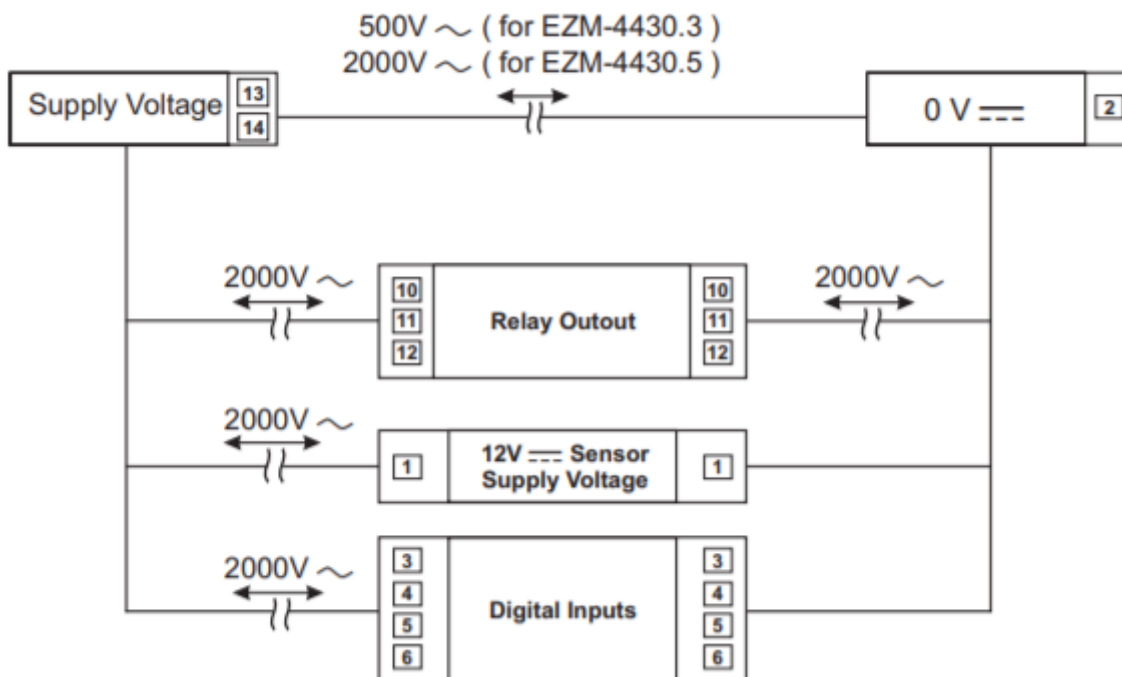 500V ~ ( for EZM-4430.3 )
2000V ~ ( for EZM-4430.5 )
Supply Voltage
13
14
0 V ⎓
2
2000V ~
10
11
12
Relay Outout
10
11
12
2000V ~
2000V ~
1
12V ⎓ Sensor
Supply Voltage
1
2000V ~
3
4
5
6
Digital Inputs
3
4
5
6